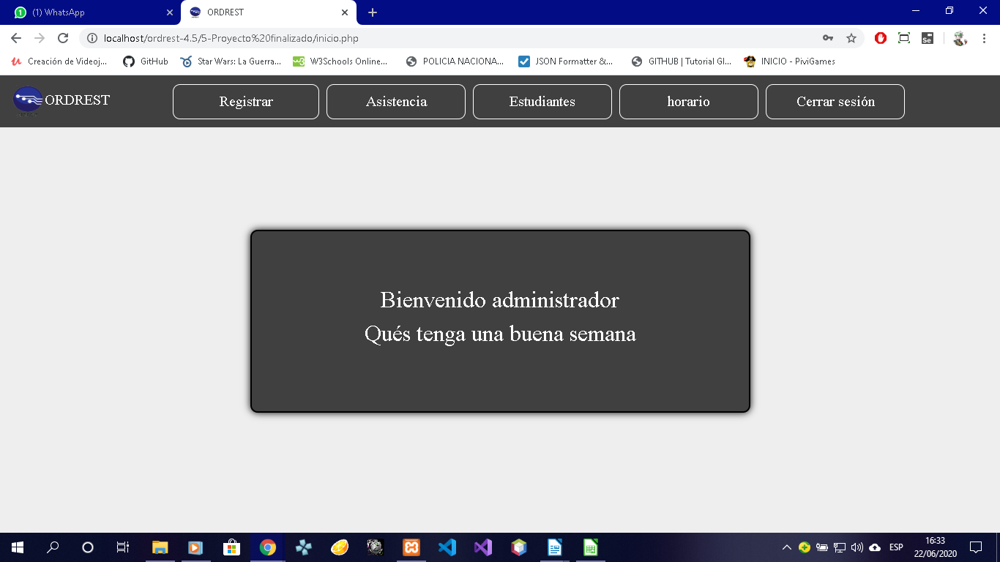 (1) WhatsApp
ORDREST
localhost/ordrest-4.5/5-Proyecto%20finalizado/inicio.php
Creación de Videoj...
GitHub
Star Wars: La Guerra...
W3Schools Online...
POLICIA NACIONA...
JSON Formatter &...
GITHUB | Tutorial GI...
INICIO - PiviGames
ORDREST
Registrar
Asistencia
Estudiantes
horario
Cerrar sesión
Bienvenido administrador
Qués tenga una buena semana
ESP
16:33
22/06/2020